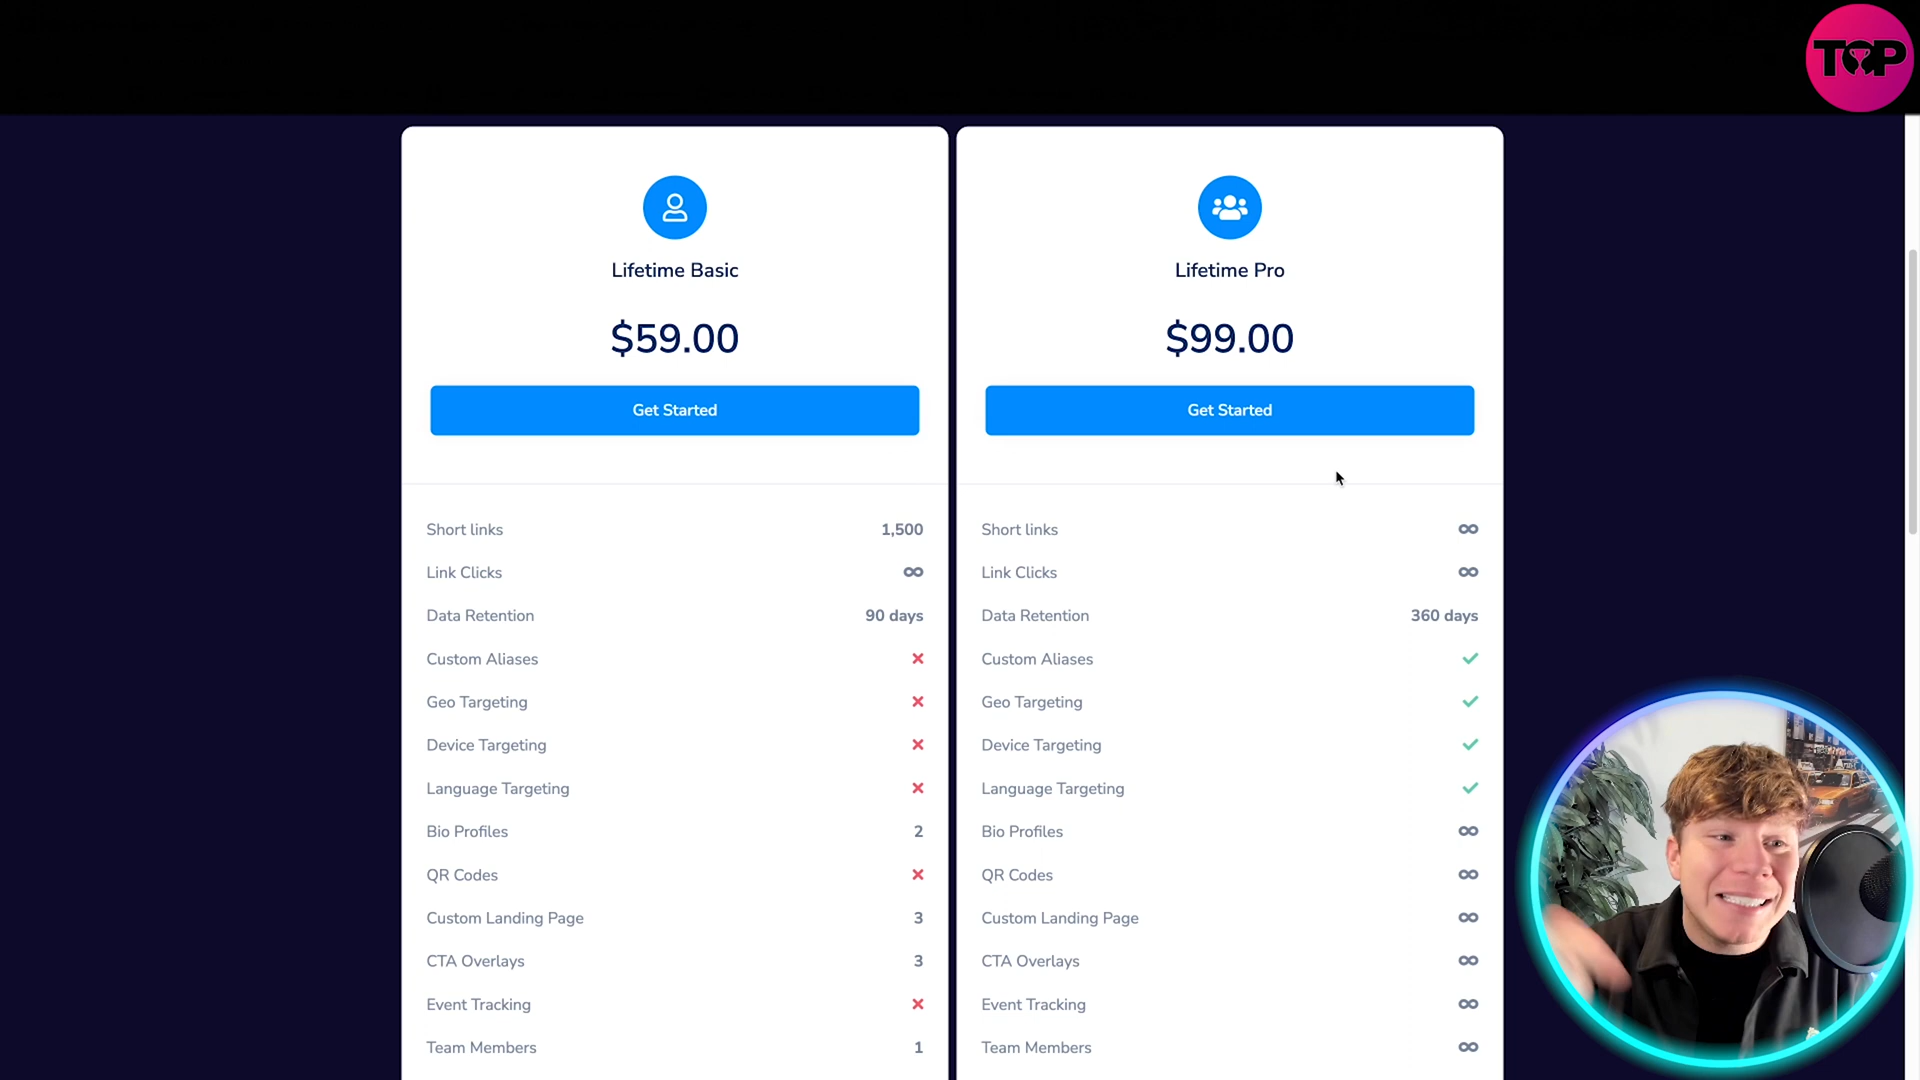 TOP
Lifetime Basic
$59.00
Get Started
Short links 1,500
Link Clicks ∞
Data Retention 90 days
Custom Aliases ×
Geo Targeting ×
Device Targeting ×
Language Targeting ×
Bio Profiles 2
QR Codes ×
Custom Landing Page 3
CTA Overlays 3
Event Tracking ×
Team Members 1
Lifetime Pro
$99.00
Get Started
Short links ∞
Link Clicks ∞
Data Retention 360 days
Custom Aliases ✓
Geo Targeting ✓
Device Targeting ✓
Language Targeting ✓
Bio Profiles ∞
QR Codes ∞
Custom Landing Page ∞
CTA Overlays ∞
Event Tracking ∞
Team Members ∞